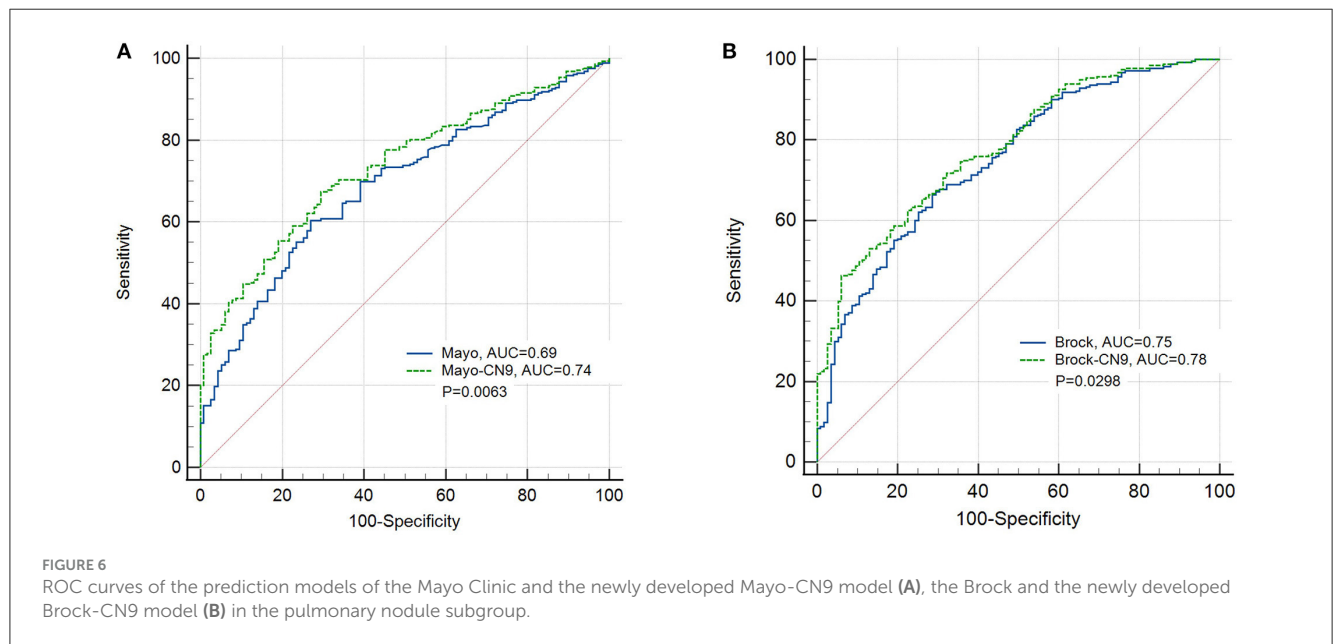 A
100
80
60
40
20
0
Sensitivity
Mayo, AUC=0.69
Mayo-CN9, AUC=0.74
P=0.0063
0 20 40 60 80 100
100-Specificity
B
100
80
60
40
20
0
Sensitivity
Brock, AUC=0.75
Brock-CN9, AUC=0.78
P=0.0298
0 20 40 60 80 100
100-Specificity
FIGURE 6
ROC curves of the prediction models of the Mayo Clinic and the newly developed Mayo-CN9 model (A), the Brock and the newly developed
Brock-CN9 model (B) in the pulmonary nodule subgroup.